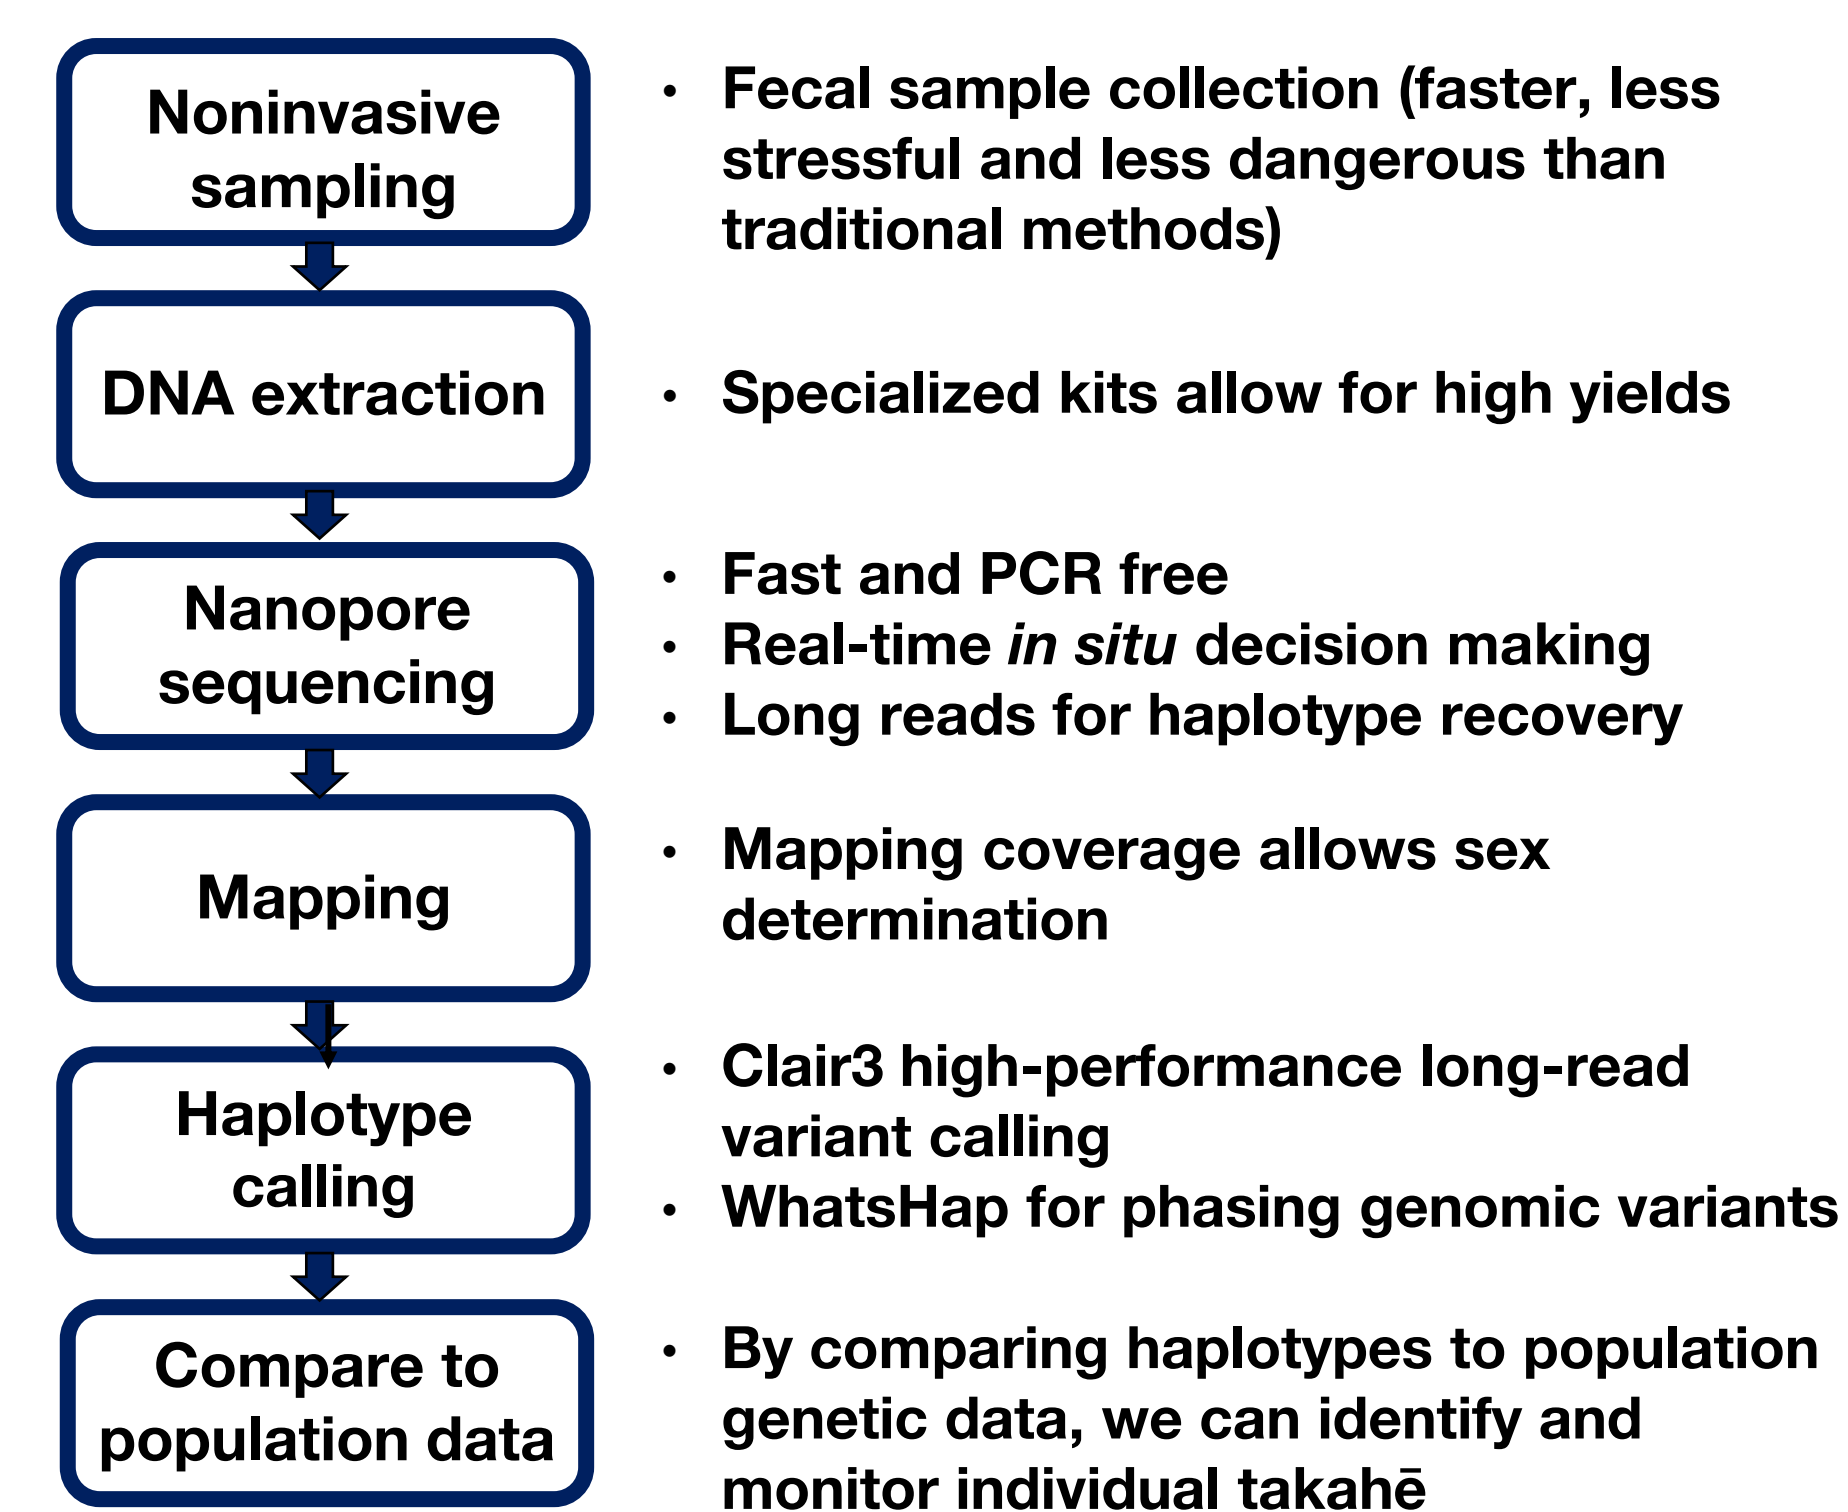 Noninvasive
sampling
• Fecal sample collection (faster, less
stressful and less dangerous than
traditional methods)
DNA extraction
• Specialized kits allow for high yields
Nanopore
sequencing
• Fast and PCR free
• Real-time in situ decision making
• Long reads for haplotype recovery
Mapping
• Mapping coverage allows sex
determination
Haplotype
calling
• Clair3 high-performance long-read
variant calling
• WhatsHap for phasing genomic variants
Compare to
population data
• By comparing haplotypes to population
genetic data, we can identify and
monitor individual takahē